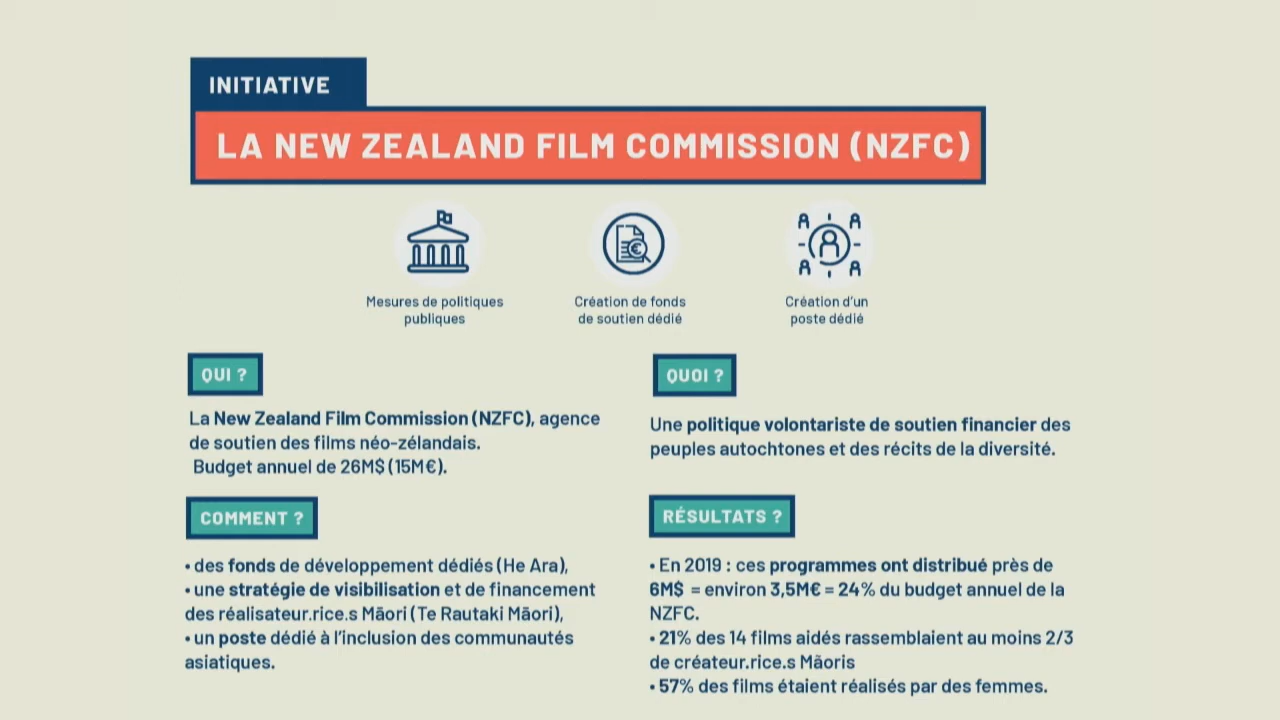 INITIATIVE
LA NEW ZEALAND FILM COMMISSION (NZFC)
Mesures de politiques
publiques
Création de fonds
de soutien dédié
Création d'un
poste dédié
QUI ?
La New Zealand Film Commission (NZFC), agence
de soutien des films néo-zélandais.
Budget annuel de 26M$ (15M€).
QUOI ?
Une politique volontariste de soutien financier des
peuples autochtones et des récits de la diversité.
COMMENT ?
• des fonds de développement dédiés (He Ara),
• une stratégie de visibilisation et de financement
des réalisateur.rice.s Māori (Te Rautaki Māori),
• un poste dédié à l'inclusion des communautés
asiatiques.
RÉSULTATS ?
• En 2019 : ces programmes ont distribué près de
6M$ = environ 3,5M€ = 24% du budget annuel de la
NZFC.
• 21% des 14 films aidés rassemblaient au moins 2/3
de créateur.rice.s Māoris
• 57% des films étaient réalisés par des femmes.